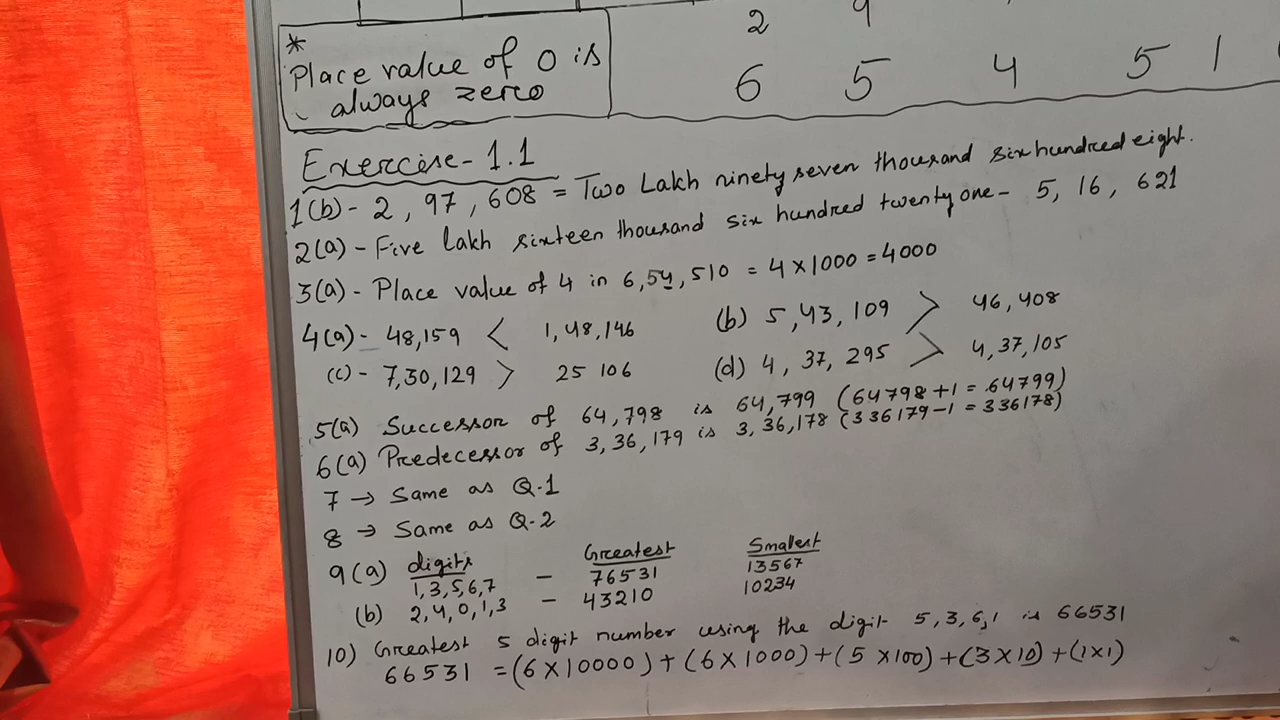 *
Place value of 0 is
always zerco
2 9
6 5 4 5 1
Exercise - 1.1
1(b) - 2, 97, 608 = Two Lakh ninety seven thousand six hundred eight.
2(a) - Five lakh sixteen thousand six hundred twenty one - 5, 16, 621
3(a) - Place value of 4 in 6,54,510 = 4 × 1000 = 4000
4(a) - 48,159 < 1,48,146 (b) 5,43,109 > 46,408
(c) - 7,30,129 > 25 106 (d) 4, 37, 295 > 4,37,105
5(a) Successor of 64,798 is 64,799 (64798+1 = 64799)
6(a) Predecessor of 3,36,179 is 3,36,178 (336179-1 = 336178)
7 → Same as Q.1
8 → Same as Q-2
9(a) digits Greatest Smallest
1,3,5,6,7 - 76531 13567
(b) 2,4,0,1,3 - 43210 10234
10) Greatest 5 digit number using the digit 5,3,6,1 is 66531
66531 = (6×10000) + (6×1000) + (5×100) + (3×10) + (1×1)